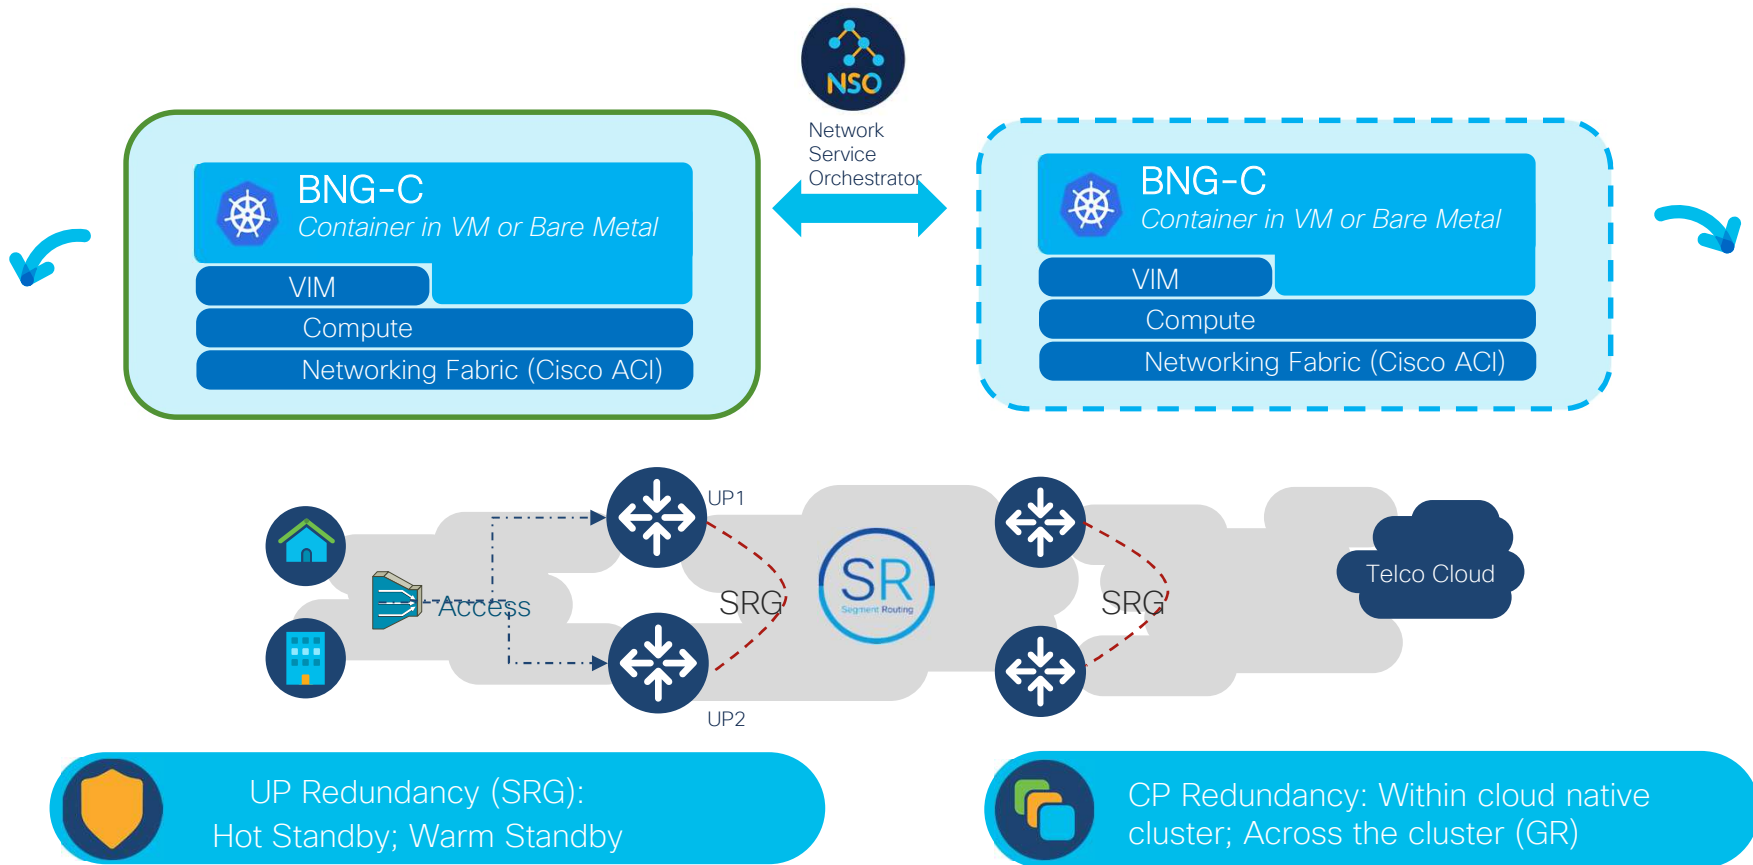 NSO
Network
Service
Orchestrator
BNG-C
Container in VM or Bare Metal
VIM
Compute
Networking Fabric (Cisco ACI)
BNG-C
Container in VM or Bare Metal
VIM
Compute
Networking Fabric (Cisco ACI)
UP1
Access
SRG
SR
Segment Routing
SRG
Telco Cloud
UP2
UP Redundancy (SRG):
Hot Standby; Warm Standby
CP Redundancy: Within cloud native
cluster; Across the cluster (GR)